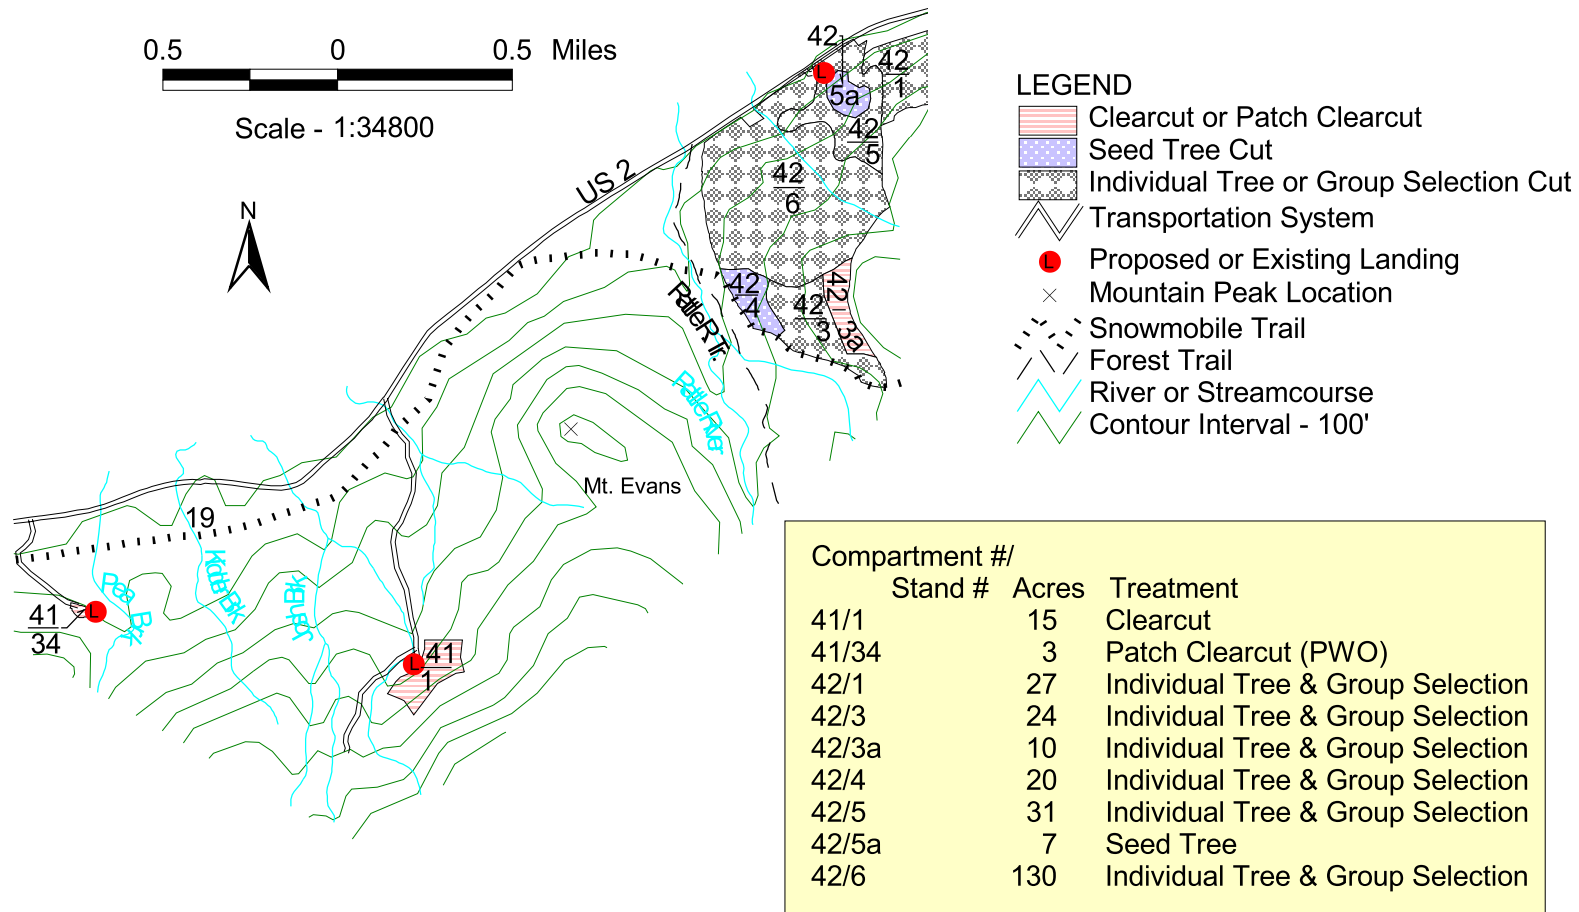 0.5 0 0.5 Miles
Scale - 1:34800
N
US 2
42
5a
L
42
1
42
5
42
6
42
4
42
3
42 3a
Rattle R. Tr.
Rattle River
Mt. Evans
19
Pea Brk
L
41
34
L
41
1
LEGEND
Clearcut or Patch Clearcut
Seed Tree Cut
Individual Tree or Group Selection Cut
Transportation System
L
Proposed or Existing Landing
Mountain Peak Location
Snowmobile Trail
Forest Trail
River or Streamcourse
Contour Interval - 100'
Compartment #/
Stand # Acres Treatment
41/1 15 Clearcut
41/34 3 Patch Clearcut (PWO)
42/1 27 Individual Tree & Group Selection
42/3 24 Individual Tree & Group Selection
42/3a 10 Individual Tree & Group Selection
42/4 20 Individual Tree & Group Selection
42/5 31 Individual Tree & Group Selection
42/5a 7 Seed Tree
42/6 130 Individual Tree & Group Selection